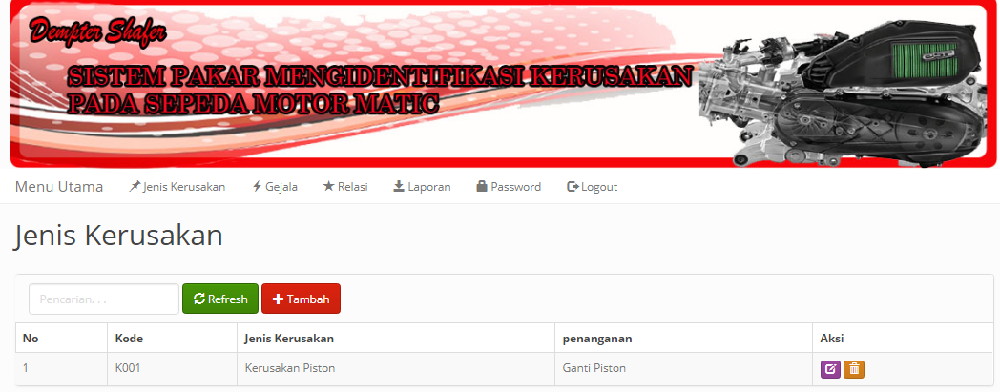 Dempter Shafer
SISTEM PAKAR MENGIDENTIFIKASI KERUSAKAN
PADA SEPEDA MOTOR MATIC
Menu Utama Jenis Kerusakan Gejala Relasi Laporan Password Logout
Jenis Kerusakan
Pencarian. . . Refresh Tambah
No Kode Jenis Kerusakan penanganan Aksi
1 K001 Kerusakan Piston Ganti Piston